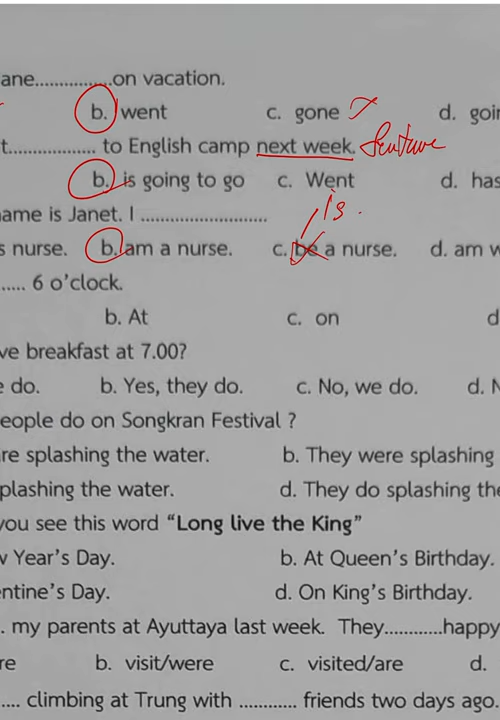 ane...............on vacation.
b. went c. gone d. goin
t................. to English camp next week.
b. is going to go c. Went d. has
ame is Janet. I ........................
Is.
s nurse. b. am a nurse. c. be a nurse. d. am w
..... 6 o'clock.
b. At c. on d
ve breakfast at 7.00?
e do. b. Yes, they do. c. No, we do. d. N
eople do on Songkran Festival ?
re splashing the water. b. They were splashing
plashing the water. d. They do splashing the
you see this word “Long live the King”
w Year's Day. b. At Queen's Birthday.
ntine's Day. d. On King's Birthday.
. my parents at Ayuttaya last week. They............happy
re b. visit/were c. visited/are d.
.... climbing at Trung with ............ friends two days ago.